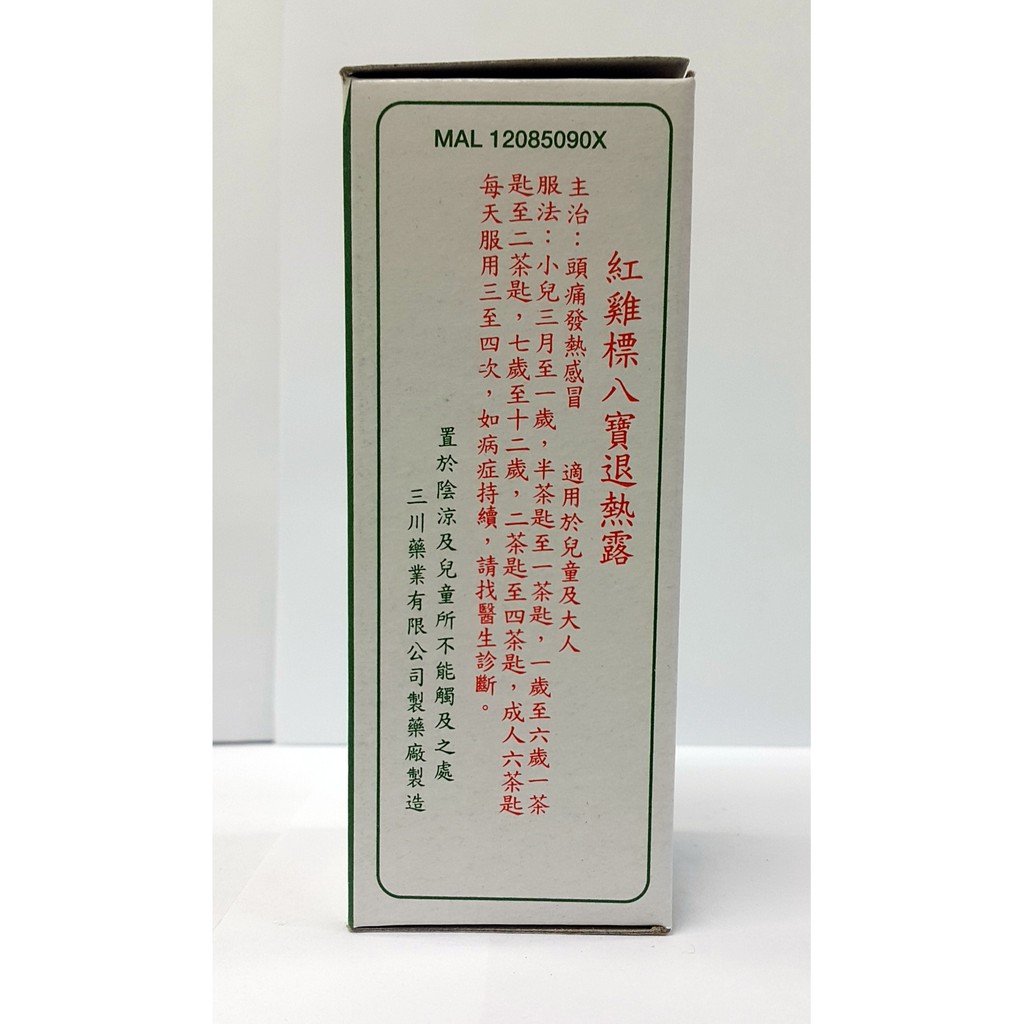 MAL 12085090X
紅雞標八寶退熱露
主治：頭痛發熱感冒　適用於兒童及大人
服法：小兒三月至一歲，半茶匙至一茶匙，一歲至六歲一茶
匙至二茶匙，七歲至十二歲，二茶匙至四茶匙，成人六茶匙
每天服用三至四次，如病症持續，請找醫生診斷。
置於陰涼及兒童所不能觸及之處
三川藥業有限公司製藥廠製造